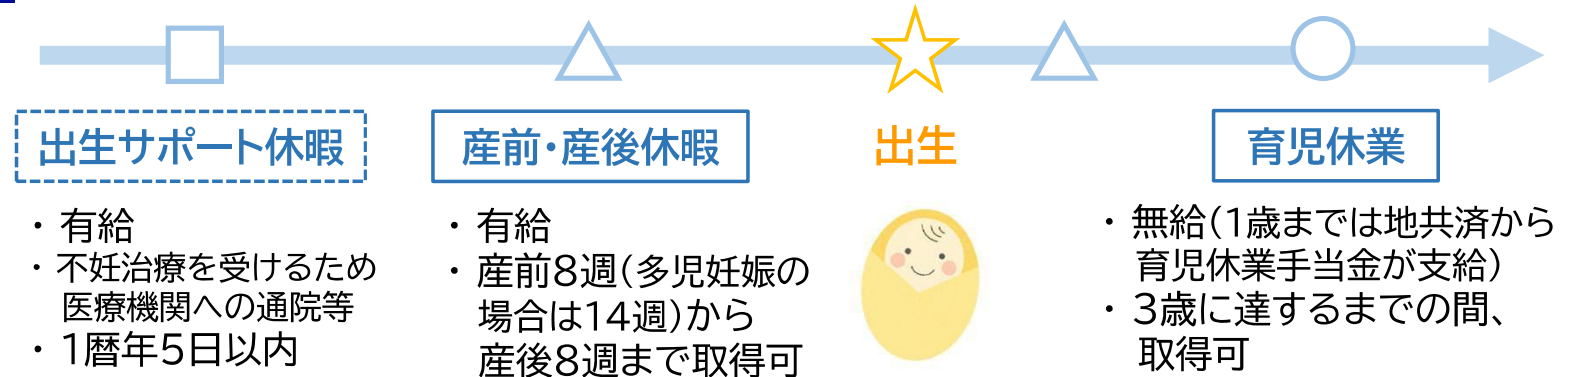 出生サポート休暇
・ 有給
・ 不妊治療を受けるため
医療機関への通院等
・ 1暦年5日以内
産前・産後休暇
・ 有給
・ 産前8週(多児妊娠の
場合は14週)から
産後8週まで取得可
出生
育児休業
・ 無給(1歳までは地共済から
育児休業手当金が支給)
・ 3歳に達するまでの間、
取得可